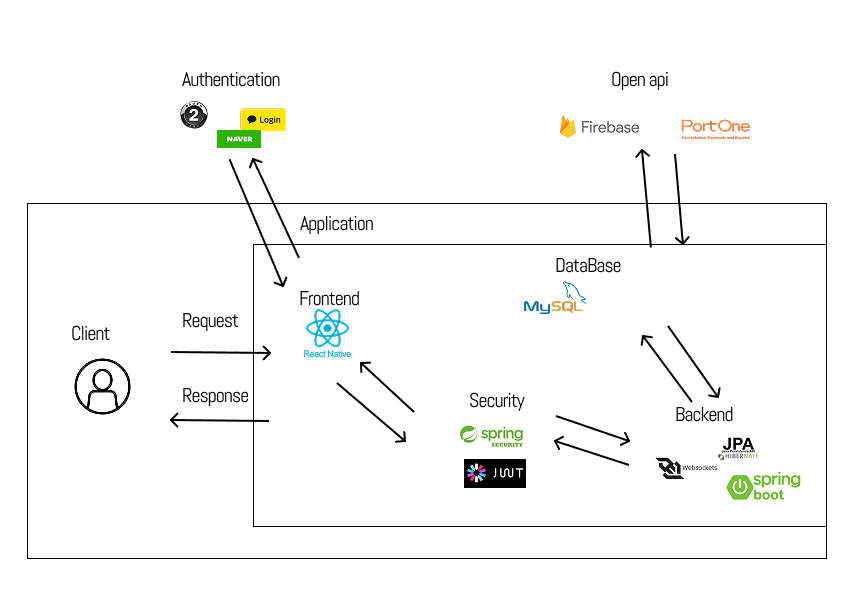 Authentication
Open api
2
Login
NAVER
Firebase
PortOne
One solution, Payments and Beyond.
Application
DataBase
MySQL
Frontend
React Native
Client
Request
Response
Security
spring
SECURITY
JWT
Backend
JPA
Java Persistence API
HIBERNATE
Websockets
spring
boot